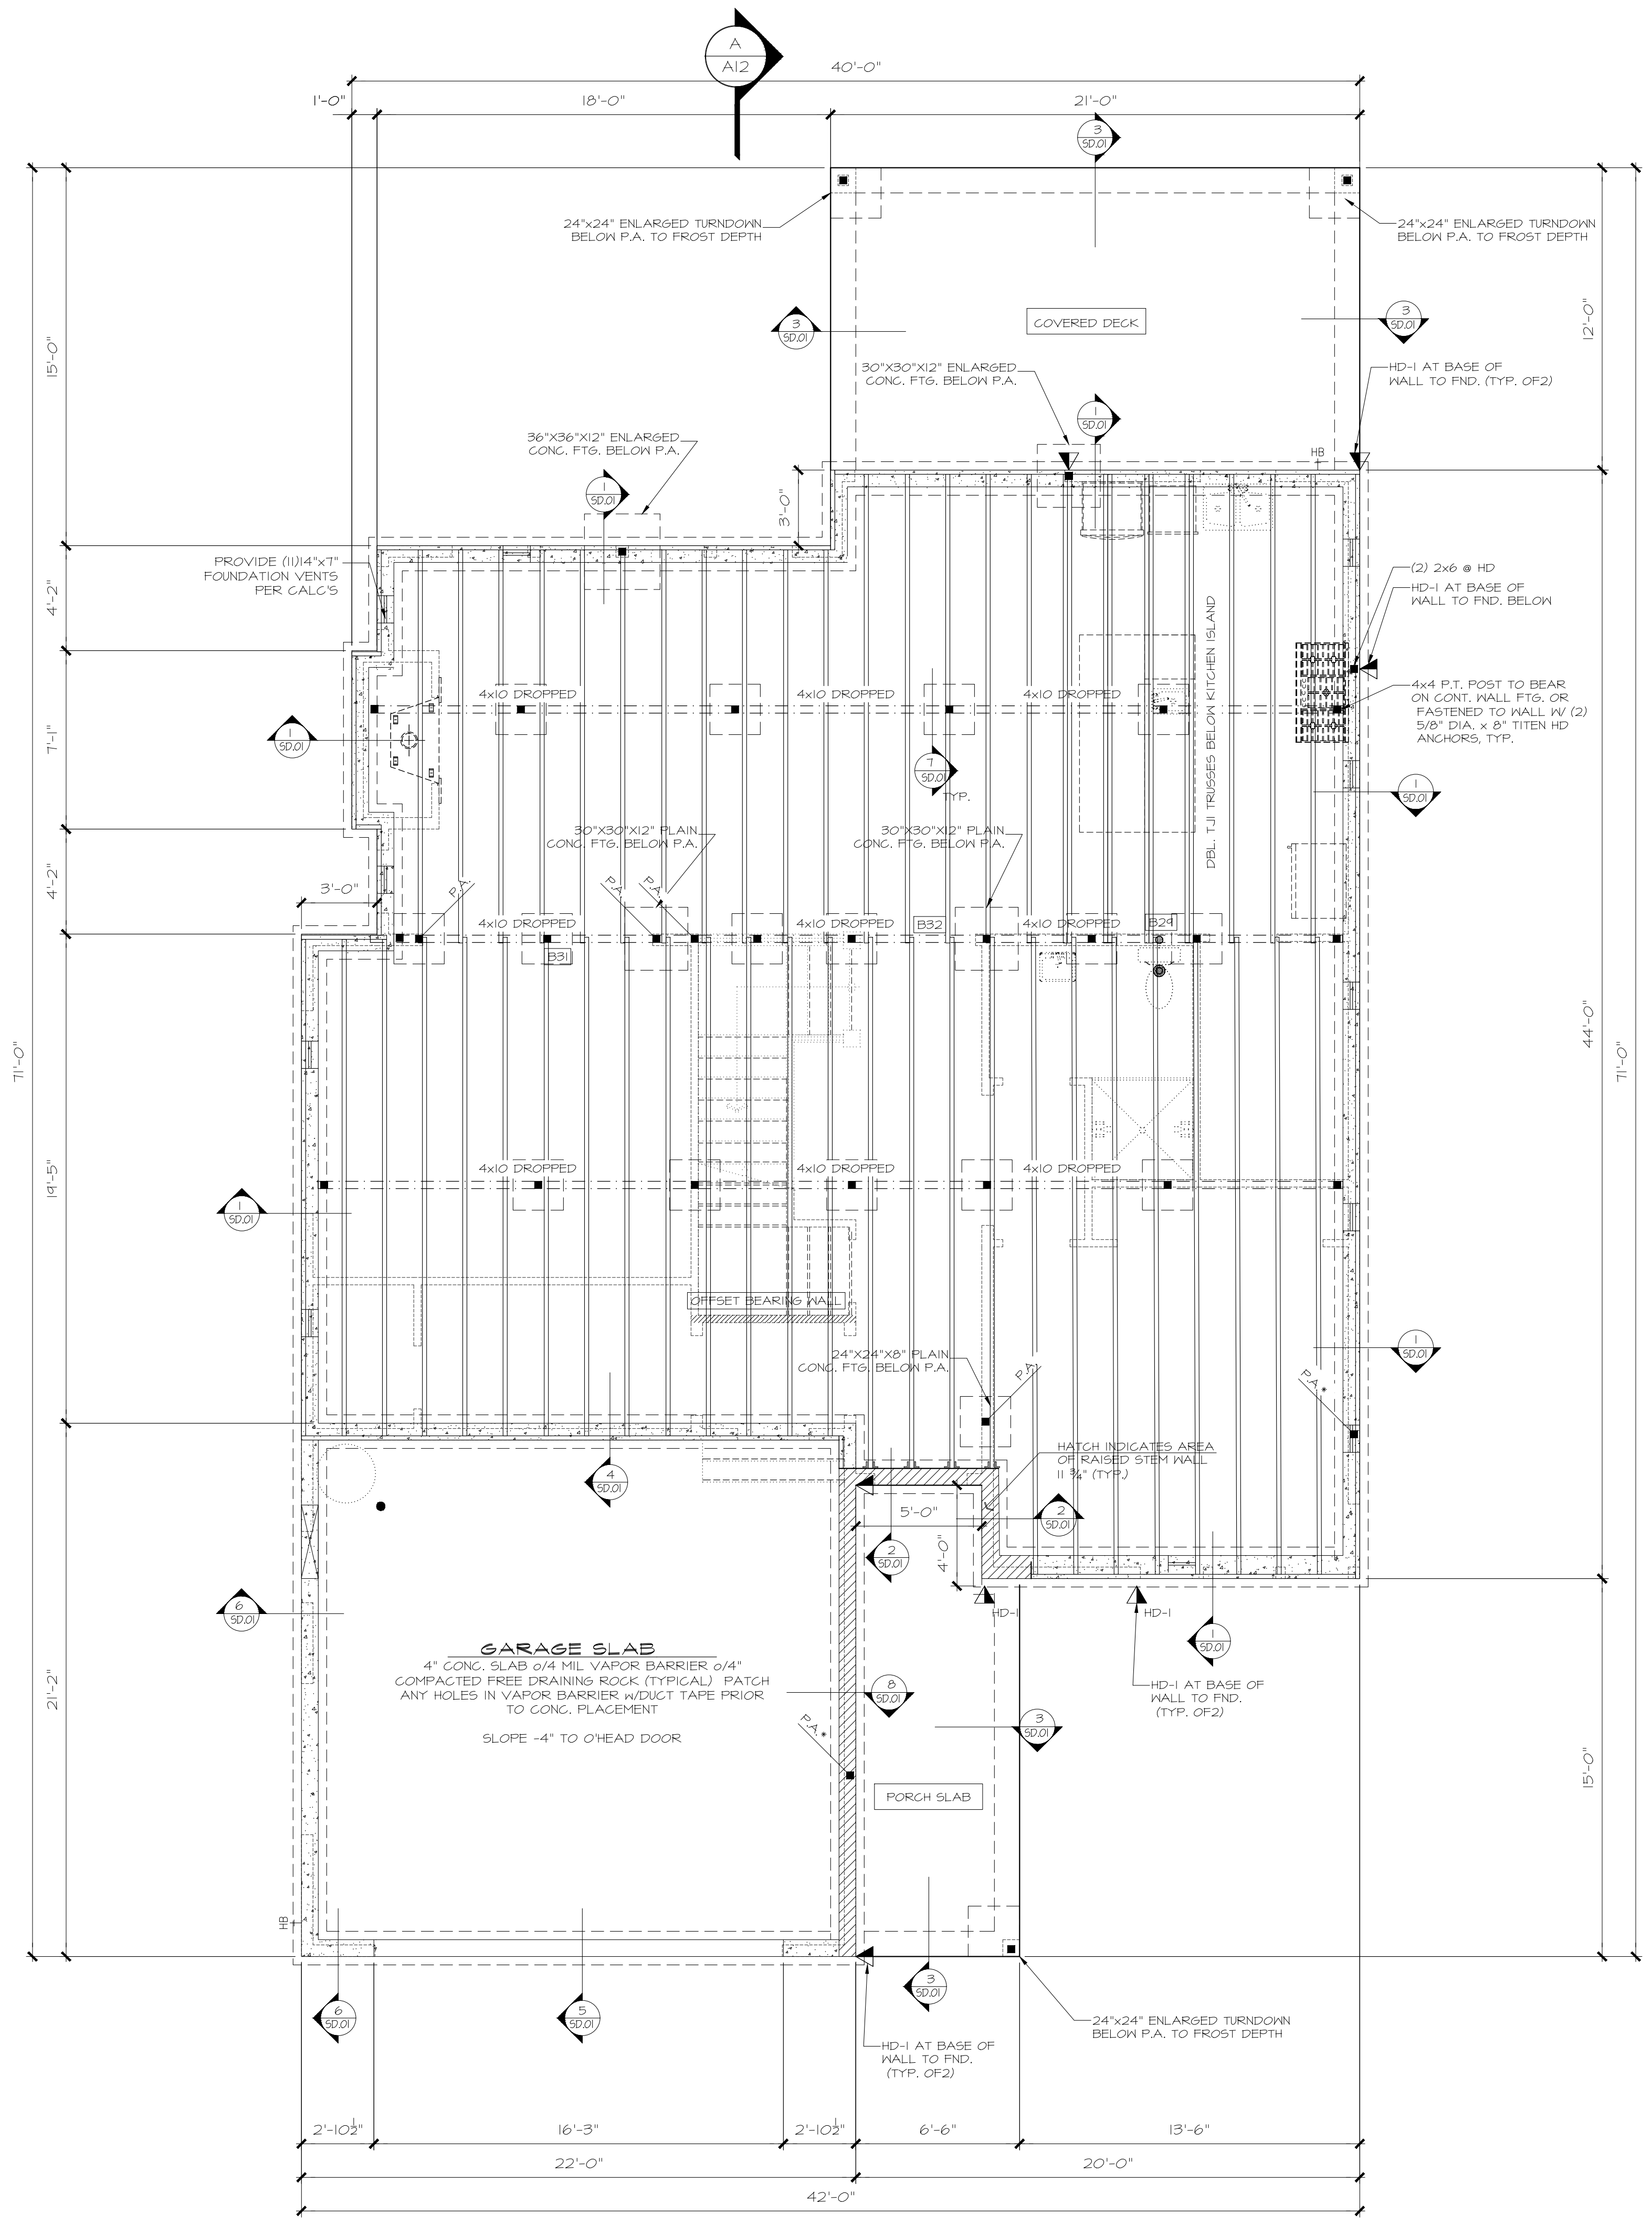 A
A12
40'-0"
1'-0"
18'-0"
21'-0"
3
SD.01
24"x24" ENLARGED TURNDOWN
BELOW P.A. TO FROST DEPTH
24"x24" ENLARGED TURNDOWN
BELOW P.A. TO FROST DEPTH
3
SD.01
COVERED DECK
3
SD.01
12'-0"
15'-0"
30"X30"X12" ENLARGED
CONC. FTG. BELOW P.A.
HD-1 AT BASE OF
WALL TO FND. (TYP. OF2)
1
SD.01
36"X36"X12" ENLARGED
CONC. FTG. BELOW P.A.
HB
1
SD.01
3'-0"
PROVIDE (11)14"x7"
FOUNDATION VENTS
PER CALC'S
4'-2"
(2) 2x6 @ HD
HD-1 AT BASE OF
WALL TO FND. BELOW
DBL. TJI TRUSSES BELOW KITCHEN ISLAND
4x10 DROPPED
4x10 DROPPED
4x10 DROPPED
4x4 P.T. POST TO BEAR
ON CONT. WALL FTG. OR
FASTENED TO WALL W/ (2)
5/8" DIA. x 8" TITEN HD
ANCHORS, TYP.
7'-1"
1
SD.01
7
SD.01
TYP.
1
SD.01
30"X30"X12" PLAIN
CONC. FTG. BELOW P.A.
30"X30"X12" PLAIN
CONC. FTG. BELOW P.A.
4'-2"
3'-0"
P.A.
P.A.
P.A.
4x10 DROPPED
4x10 DROPPED
B32
4x10 DROPPED
B29
B31
71'-0"
44'-0"
71'-0"
19'-5"
4x10 DROPPED
4x10 DROPPED
4x10 DROPPED
1
SD.01
OFFSET BEARING WALL
24"X24"X8" PLAIN
CONC. FTG. BELOW P.A.
P.A.
P.A.*
1
SD.01
HATCH INDICATES AREA
OF RAISED STEM WALL
11 3/4" (TYP.)
4
SD.01
5'-0"
2
SD.01
2
SD.01
4'-0"
6
SD.01
HD-1
HD-1
1
SD.01
GARAGE SLAB
4" CONC. SLAB o/4 MIL VAPOR BARRIER o/4"
COMPACTED FREE DRAINING ROCK (TYPICAL) PATCH
ANY HOLES IN VAPOR BARRIER w/DUCT TAPE PRIOR
TO CONC. PLACEMENT
SLOPE -4" TO O'HEAD DOOR
21'-2"
8
SD.01
HD-1 AT BASE OF
WALL TO FND.
(TYP. OF2)
P.A.*
3
SD.01
15'-0"
PORCH SLAB
HB
3
SD.01
6
SD.01
5
SD.01
24"x24" ENLARGED TURNDOWN
BELOW P.A. TO FROST DEPTH
HD-1 AT BASE OF
WALL TO FND.
(TYP. OF2)
2'-10½"
16'-3"
2'-10½"
6'-6"
13'-6"
22'-0"
20'-0"
42'-0"